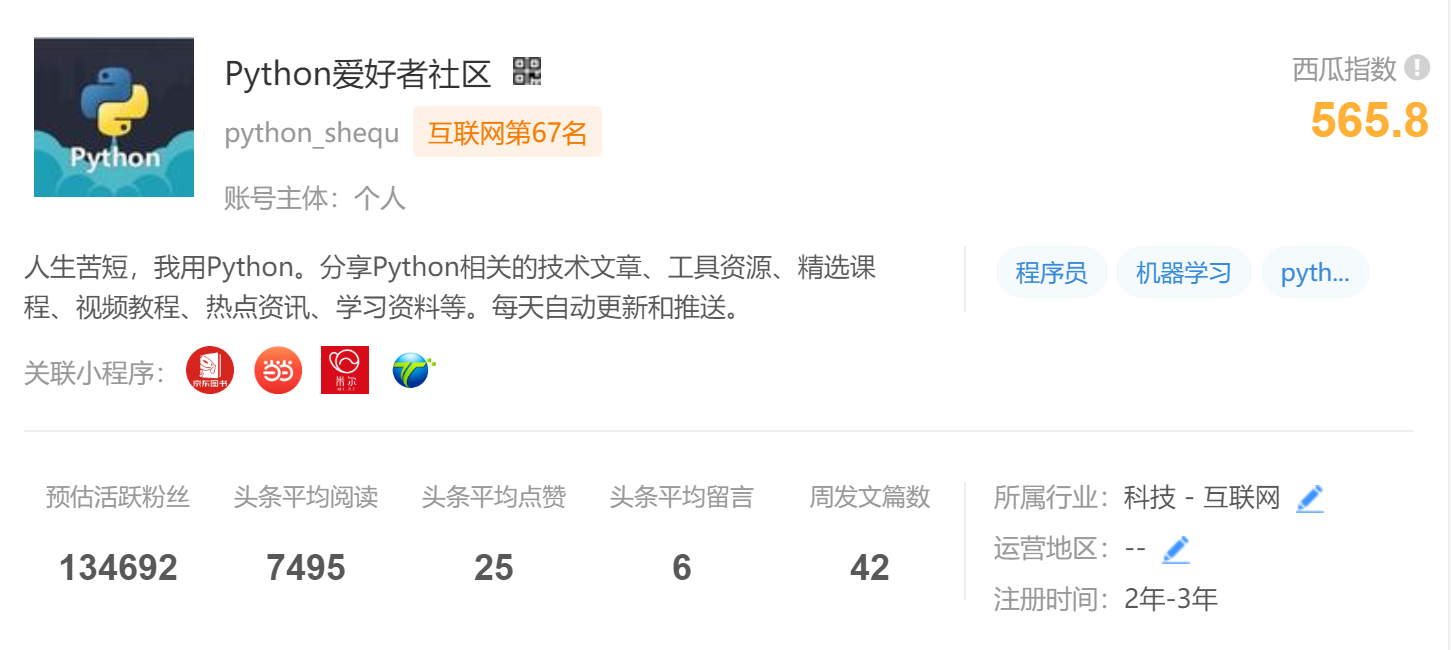 Python爱好者社区
python_shequ 互联网第67名
账号主体：个人
西瓜指数
565.8
Python
人生苦短，我用Python。分享Python相关的技术文章、工具资源、精选课
程、视频教程、热点资讯、学习资料等。每天自动更新和推送。
程序员 机器学习 pyth...
关联小程序：
京东图书
米尔
预估活跃粉丝 头条平均阅读 头条平均点赞 头条平均留言 周发文篇数
134692 7495 25 6 42
所属行业：科技 - 互联网
运营地区：--
注册时间：2年-3年